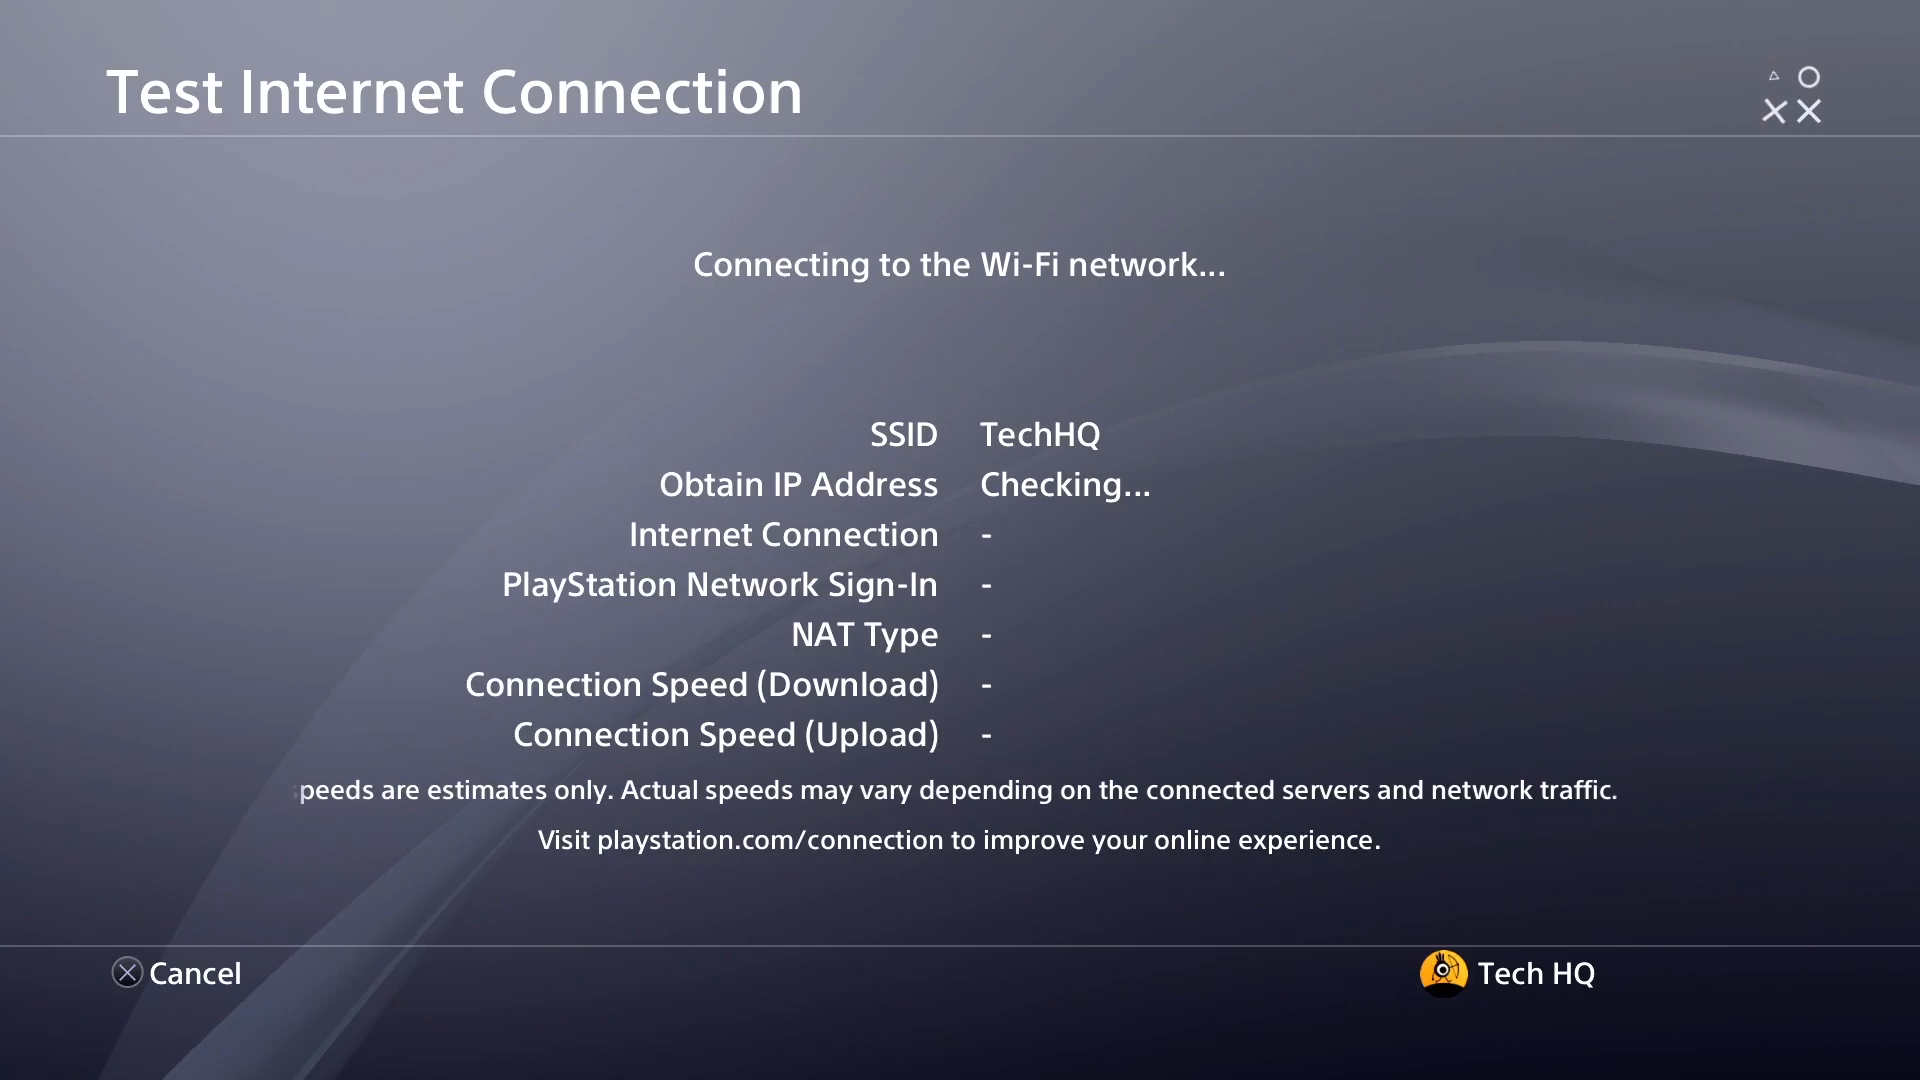 Test Internet Connection
Connecting to the Wi-Fi network...
SSID TechHQ
Obtain IP Address Checking...
Internet Connection -
PlayStation Network Sign-In -
NAT Type -
Connection Speed (Download) -
Connection Speed (Upload) -
speeds are estimates only. Actual speeds may vary depending on the connected servers and network traffic.
Visit playstation.com/connection to improve your online experience.
Cancel
Tech HQ